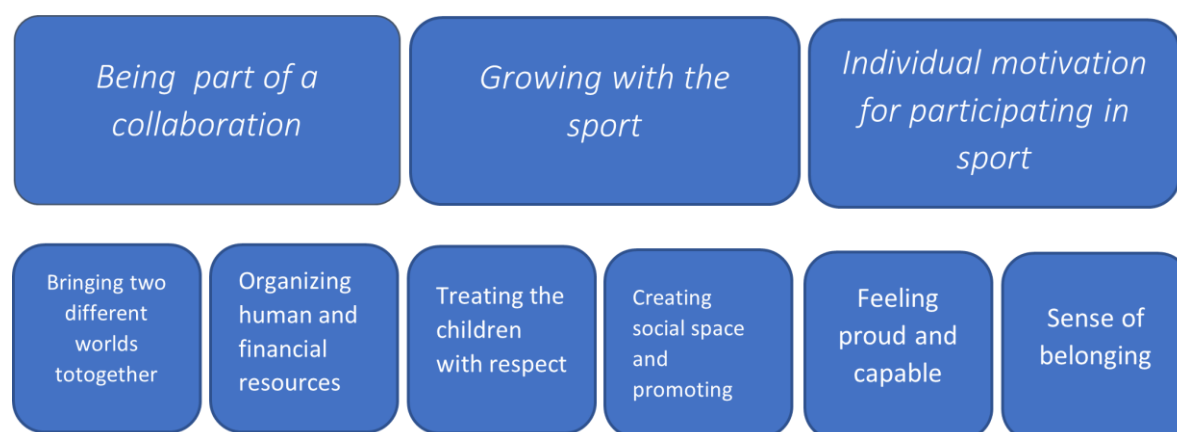 Being part of a
collaboration
Growing with the
sport
Individual motivation
for participating in
sport
Bringing two
different
worlds
totogether
Organizing
human and
financial
resources
Treating the
children
with respect
Creating
social space
and
promoting
Feeling
proud and
capable
Sense of
belonging